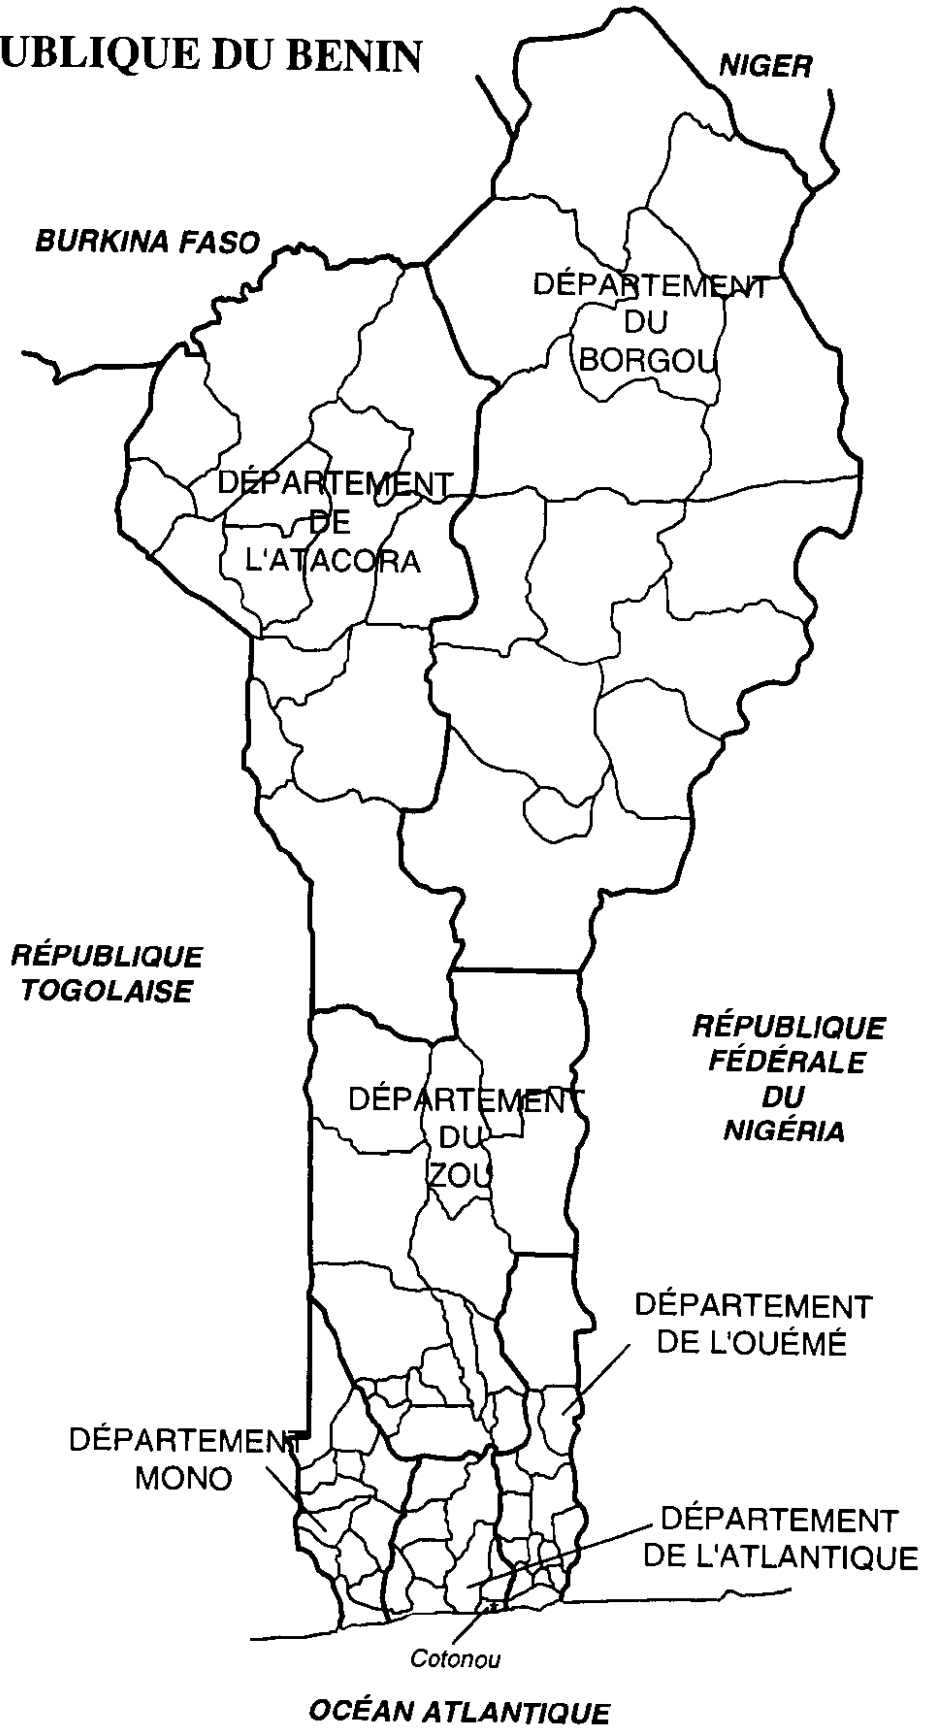 UBLIQUE DU BENIN
NIGER
BURKINA FASO
DÉPARTEMENT
DU
BORGOU
DÉPARTEMENT
DE
L'ATACORA
RÉPUBLIQUE
TOGOLAISE
RÉPUBLIQUE
FÉDÉRALE
DU
NIGÉRIA
DÉPARTEMENT
DU
ZOU
DÉPARTEMENT
DE L'OUÉMÉ
DÉPARTEMENT
MONO
DÉPARTEMENT
DE L'ATLANTIQUE
Cotonou
OCÉAN ATLANTIQUE